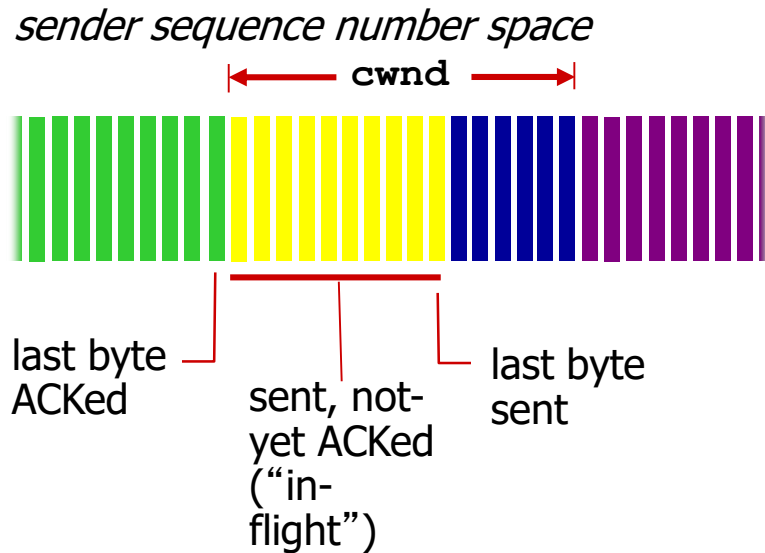 sender sequence number space
cwnd
last byte
ACKed
sent, not-
yet ACKed
(“in-
flight”)
last byte
sent